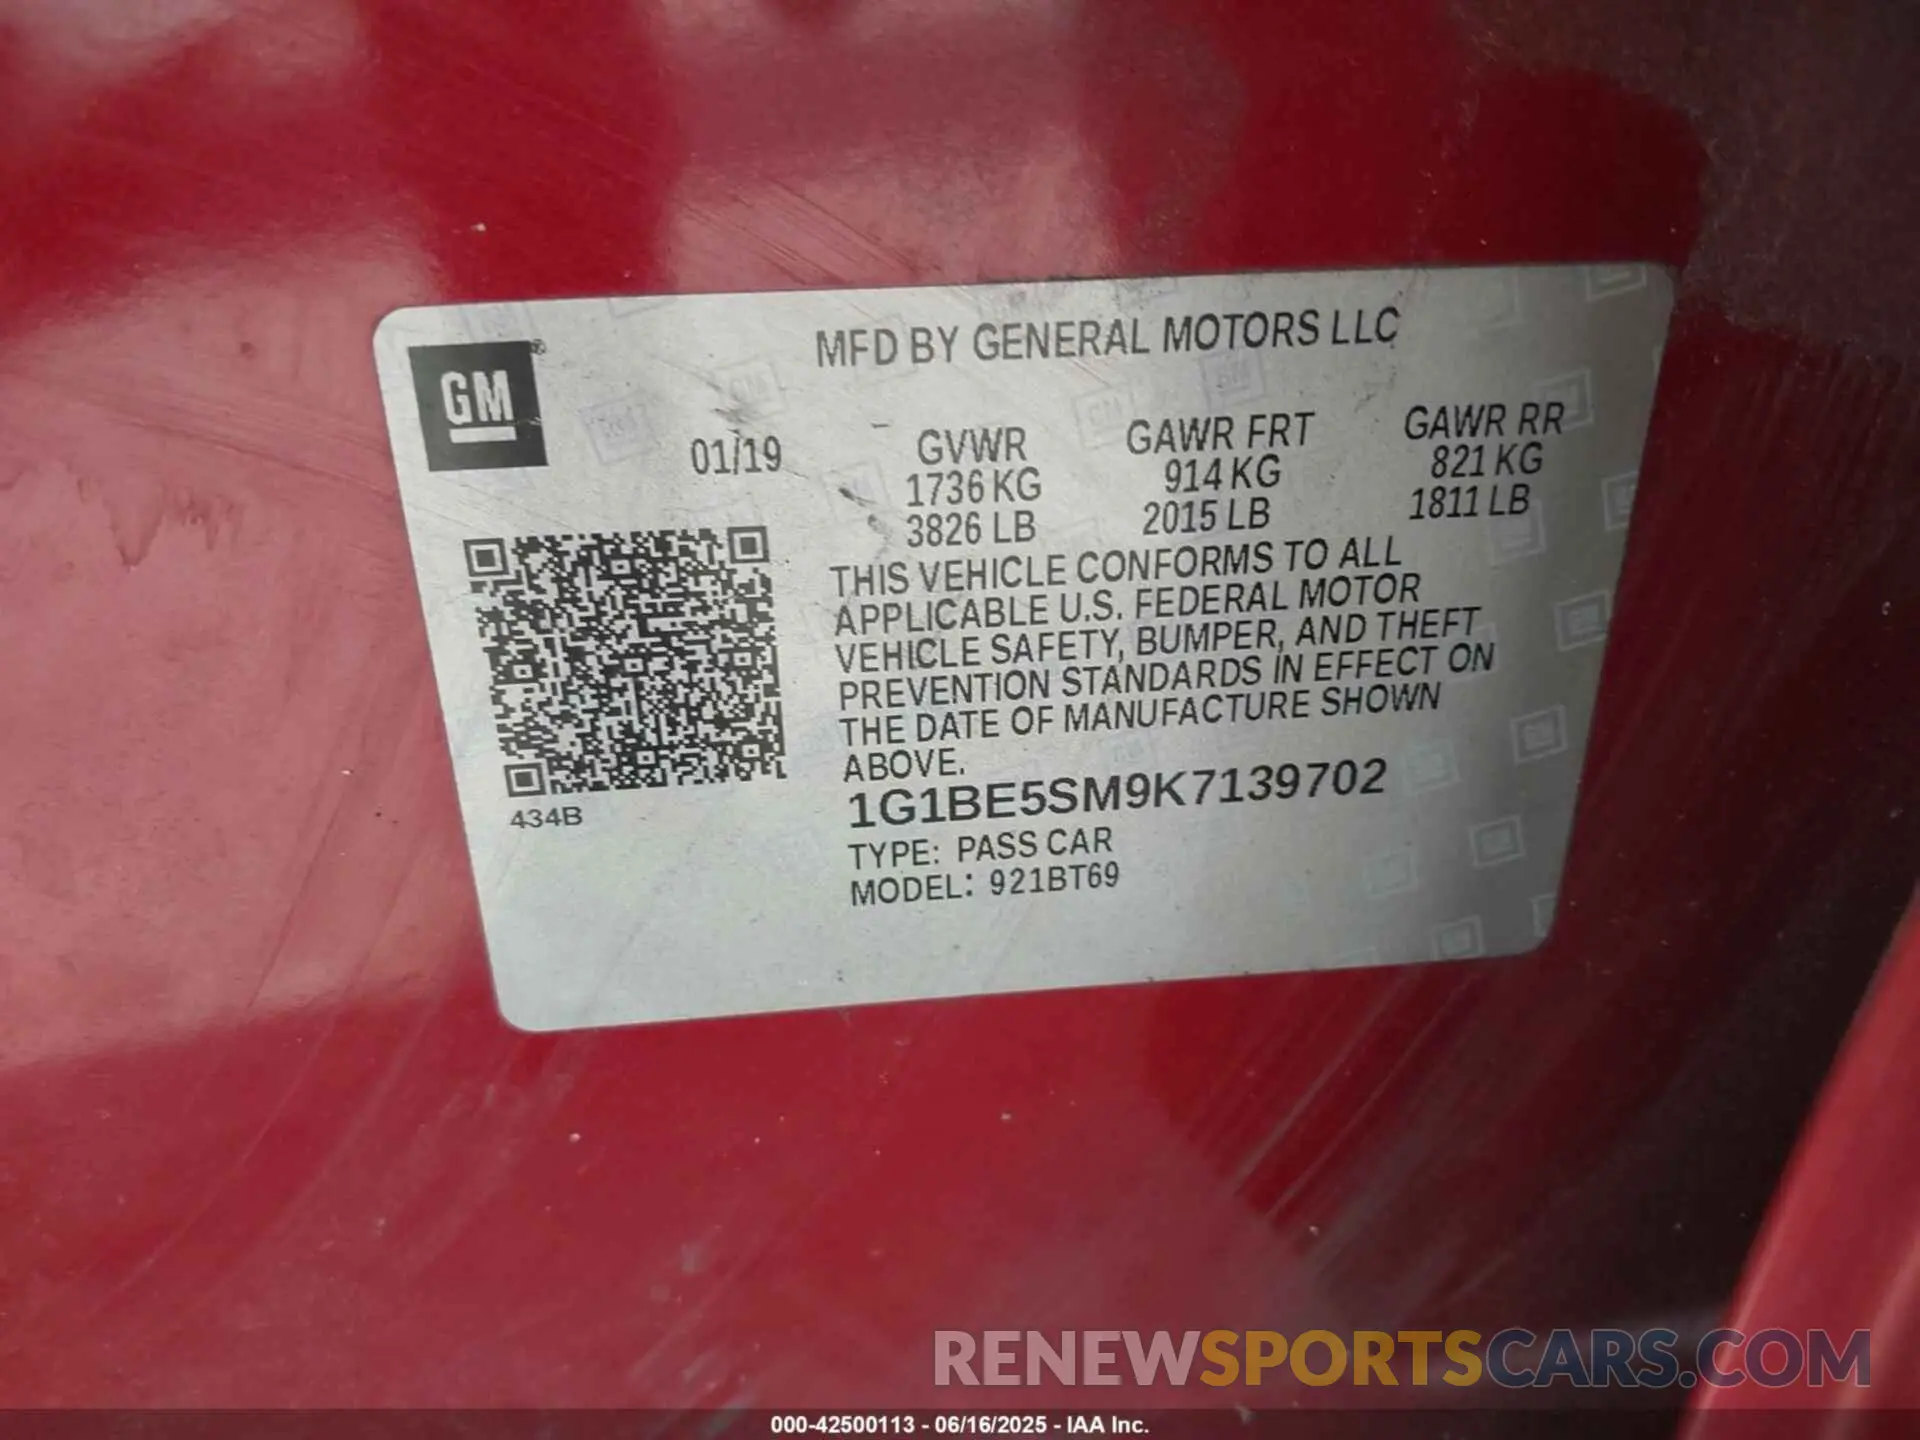 MFD BY GENERAL MOTORS LLC
GM®
01/19
GVWR GAWR FRT GAWR RR
1736 KG 914 KG 821 KG
3826 LB 2015 LB 1811 LB
THIS VEHICLE CONFORMS TO ALL
APPLICABLE U.S. FEDERAL MOTOR
VEHICLE SAFETY, BUMPER, AND THEFT
PREVENTION STANDARDS IN EFFECT ON
THE DATE OF MANUFACTURE SHOWN
ABOVE.
434B
1G1BE5SM9K7139702
TYPE: PASS CAR
MODEL: 921BT69
RENEWSPORTSCARS.COM
000-42500113 - 06/16/2025 - IAA Inc.